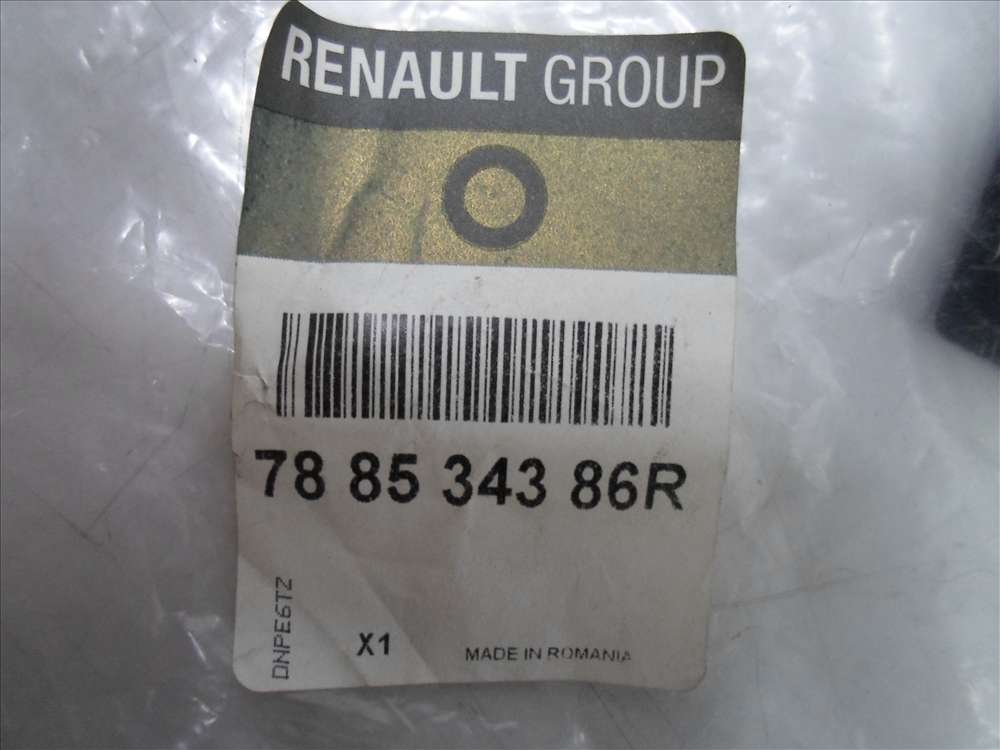 RENAULT GROUP
78 85 343 86R
DNPE6TZ
X1
MADE IN ROMANIA